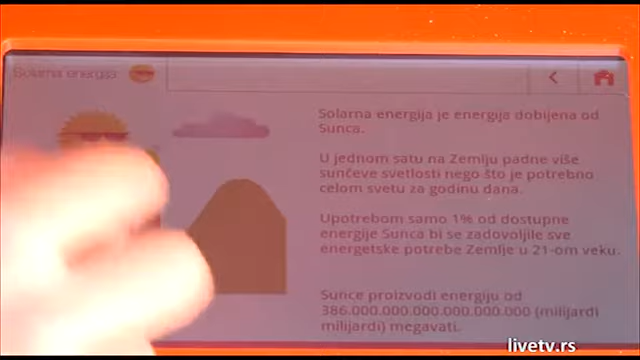 Solarna energija
Solarna energija je energija dobijena od
Sunca.
U jednom satu na Zemlju padne više
sunčeve svetlosti nego što je potrebno
celom svetu za godinu dana.
Upotrebom samo 1% od dostupne
energije Sunca bi se zadovoljile sve
energetske potrebe Zemlje u 21-om veku.
Sunce proizvodi energiju od
386.000.000.000.000.000.000 (milijardi
milijardi) megavati.
livetv.rs